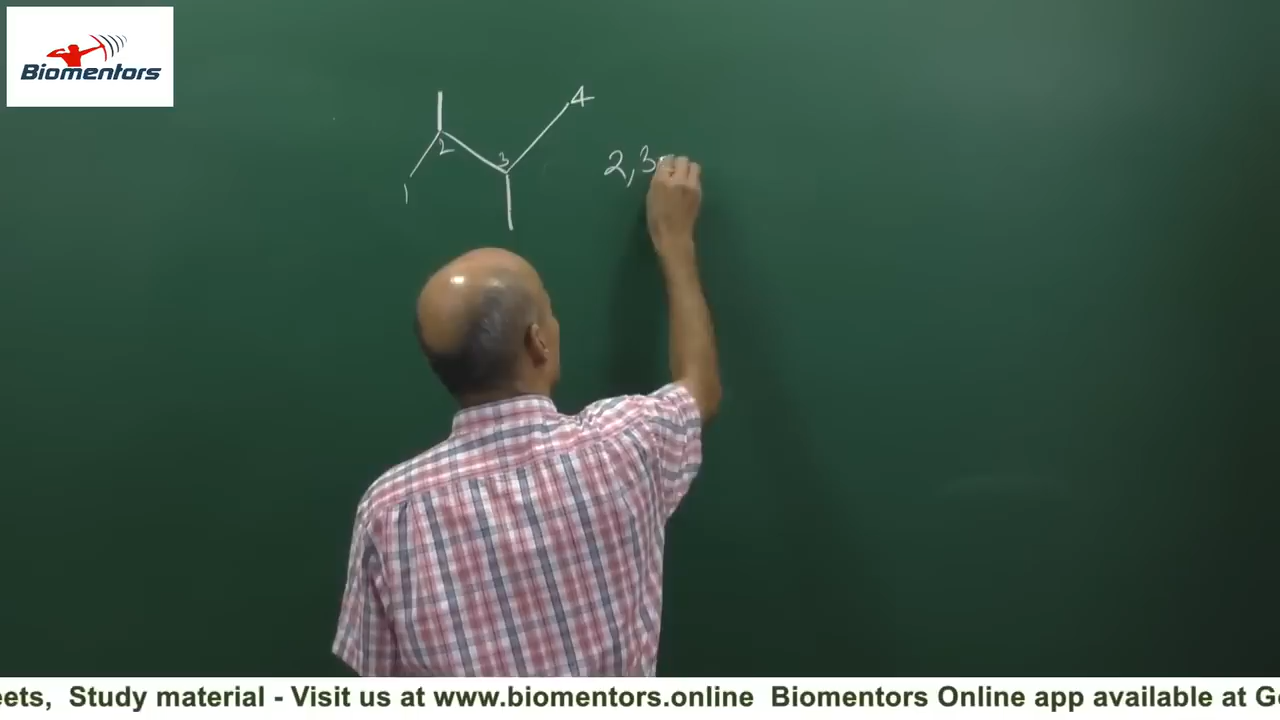 Biomentors
4
2
3
2,3
1
eets, Study material - Visit us at www.biomentors.online Biomentors Online app available at G